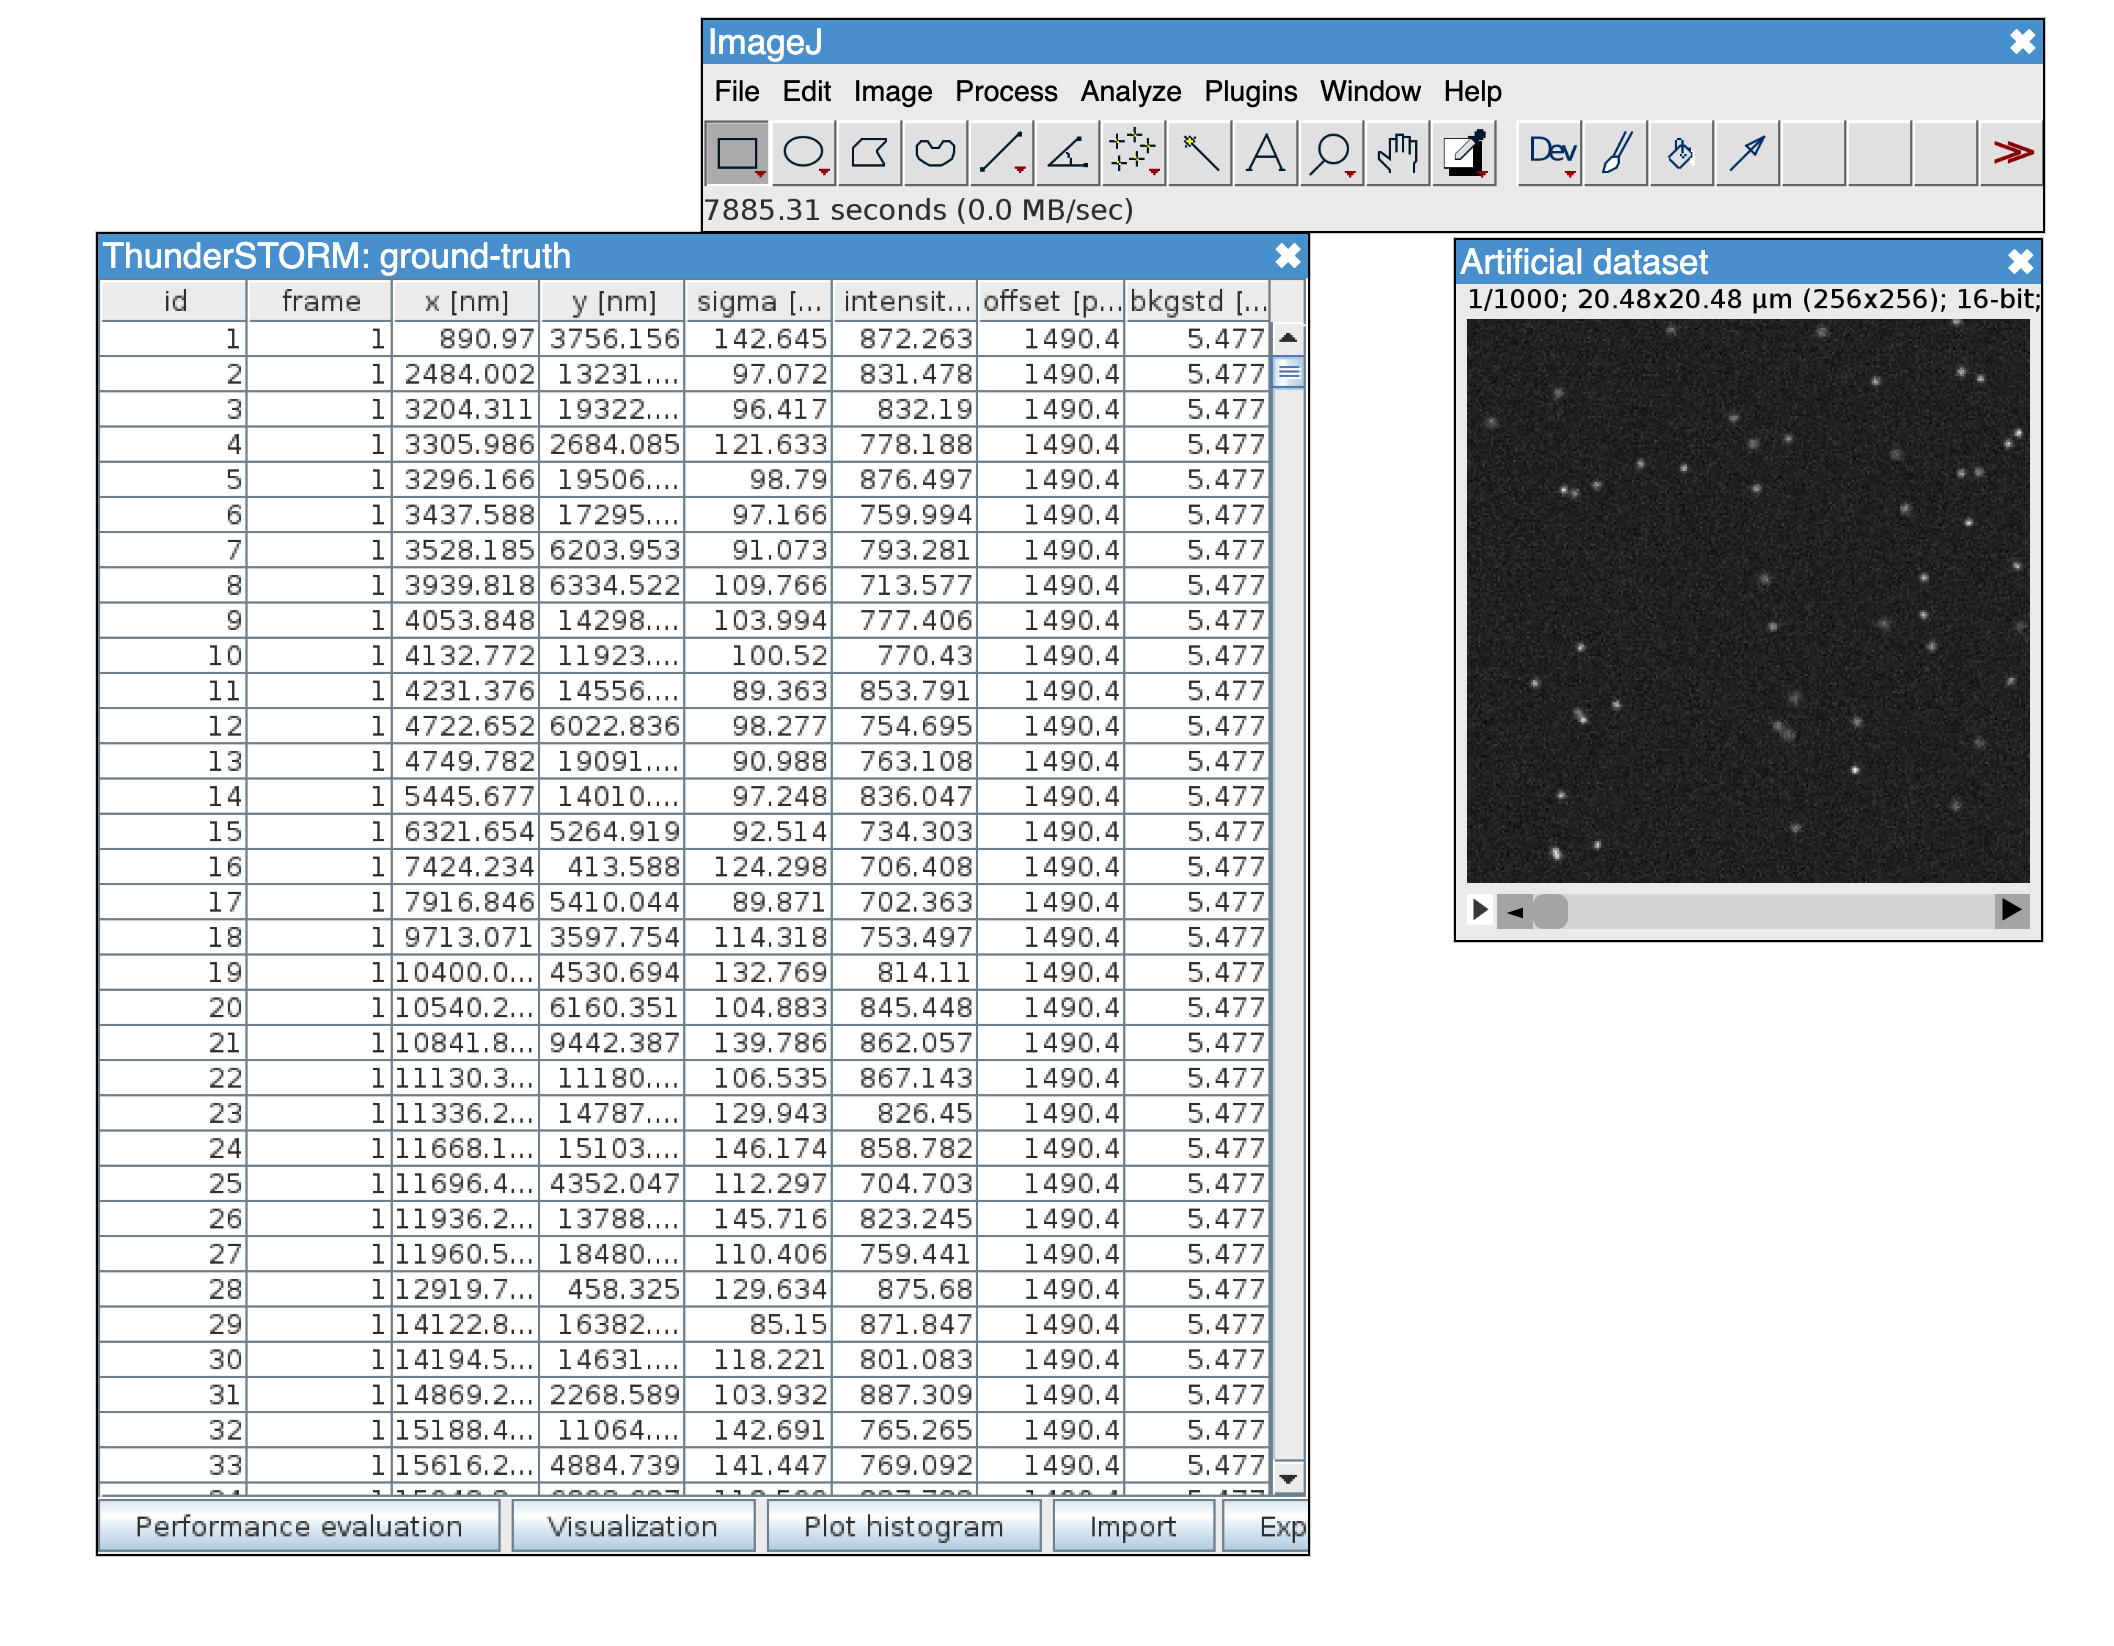 ImageJ
File Edit Image Process Analyze Plugins Window Help
Dev
7885.31 seconds (0.0 MB/sec)
ThunderSTORM: ground-truth
id frame x [nm] y [nm] sigma [... intensit... offset [p... bkgstd [...
1 1 890.97 3756.156 142.645 872.263 1490.4 5.477
2 1 2484.002 13231.... 97.072 831.478 1490.4 5.477
3 1 3204.311 19322.... 96.417 832.19 1490.4 5.477
4 1 3305.986 2684.085 121.633 778.188 1490.4 5.477
5 1 3296.166 19506.... 98.79 876.497 1490.4 5.477
6 1 3437.588 17295.... 97.166 759.994 1490.4 5.477
7 1 3528.185 6203.953 91.073 793.281 1490.4 5.477
8 1 3939.818 6334.522 109.766 713.577 1490.4 5.477
9 1 4053.848 14298.... 103.994 777.406 1490.4 5.477
10 1 4132.772 11923.... 100.52 770.43 1490.4 5.477
11 1 4231.376 14556.... 89.363 853.791 1490.4 5.477
12 1 4722.652 6022.836 98.277 754.695 1490.4 5.477
13 1 4749.782 19091.... 90.988 763.108 1490.4 5.477
14 1 5445.677 14010.... 97.248 836.047 1490.4 5.477
15 1 6321.654 5264.919 92.514 734.303 1490.4 5.477
16 1 7424.234 413.588 124.298 706.408 1490.4 5.477
17 1 7916.846 5410.044 89.871 702.363 1490.4 5.477
18 1 9713.071 3597.754 114.318 753.497 1490.4 5.477
19 1 10400.0... 4530.694 132.769 814.11 1490.4 5.477
20 1 10540.2... 6160.351 104.883 845.448 1490.4 5.477
21 1 10841.8... 9442.387 139.786 862.057 1490.4 5.477
22 1 11130.3... 11180.... 106.535 867.143 1490.4 5.477
23 1 11336.2... 14787.... 129.943 826.45 1490.4 5.477
24 1 11668.1... 15103.... 146.174 858.782 1490.4 5.477
25 1 11696.4... 4352.047 112.297 704.703 1490.4 5.477
26 1 11936.2... 13788.... 145.716 823.245 1490.4 5.477
27 1 11960.5... 18480.... 110.406 759.441 1490.4 5.477
28 1 12919.7... 458.325 129.634 875.68 1490.4 5.477
29 1 14122.8... 16382.... 85.15 871.847 1490.4 5.477
30 1 14194.5... 14631.... 118.221 801.083 1490.4 5.477
31 1 14869.2... 2268.589 103.932 887.309 1490.4 5.477
32 1 15188.4... 11064.... 142.691 765.265 1490.4 5.477
33 1 15616.2... 4884.739 141.447 769.092 1490.4 5.477
Performance evaluation Visualization Plot histogram Import Exp
Artificial dataset
1/1000; 20.48x20.48 µm (256x256); 16-bit;